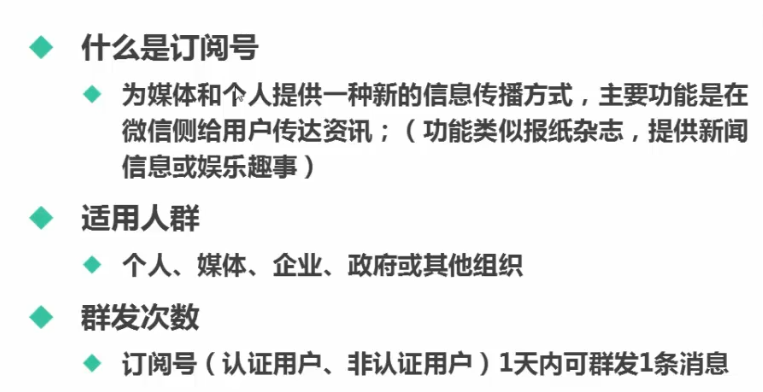 什么是订阅号
为媒体和个人提供一种新的信息传播方式，主要功能是在
微信侧给用户传达资讯；（功能类似报纸杂志，提供新闻
信息或娱乐趣事）
适用人群
个人、媒体、企业、政府或其他组织
群发次数
订阅号（认证用户、非认证用户）1天内可群发1条消息